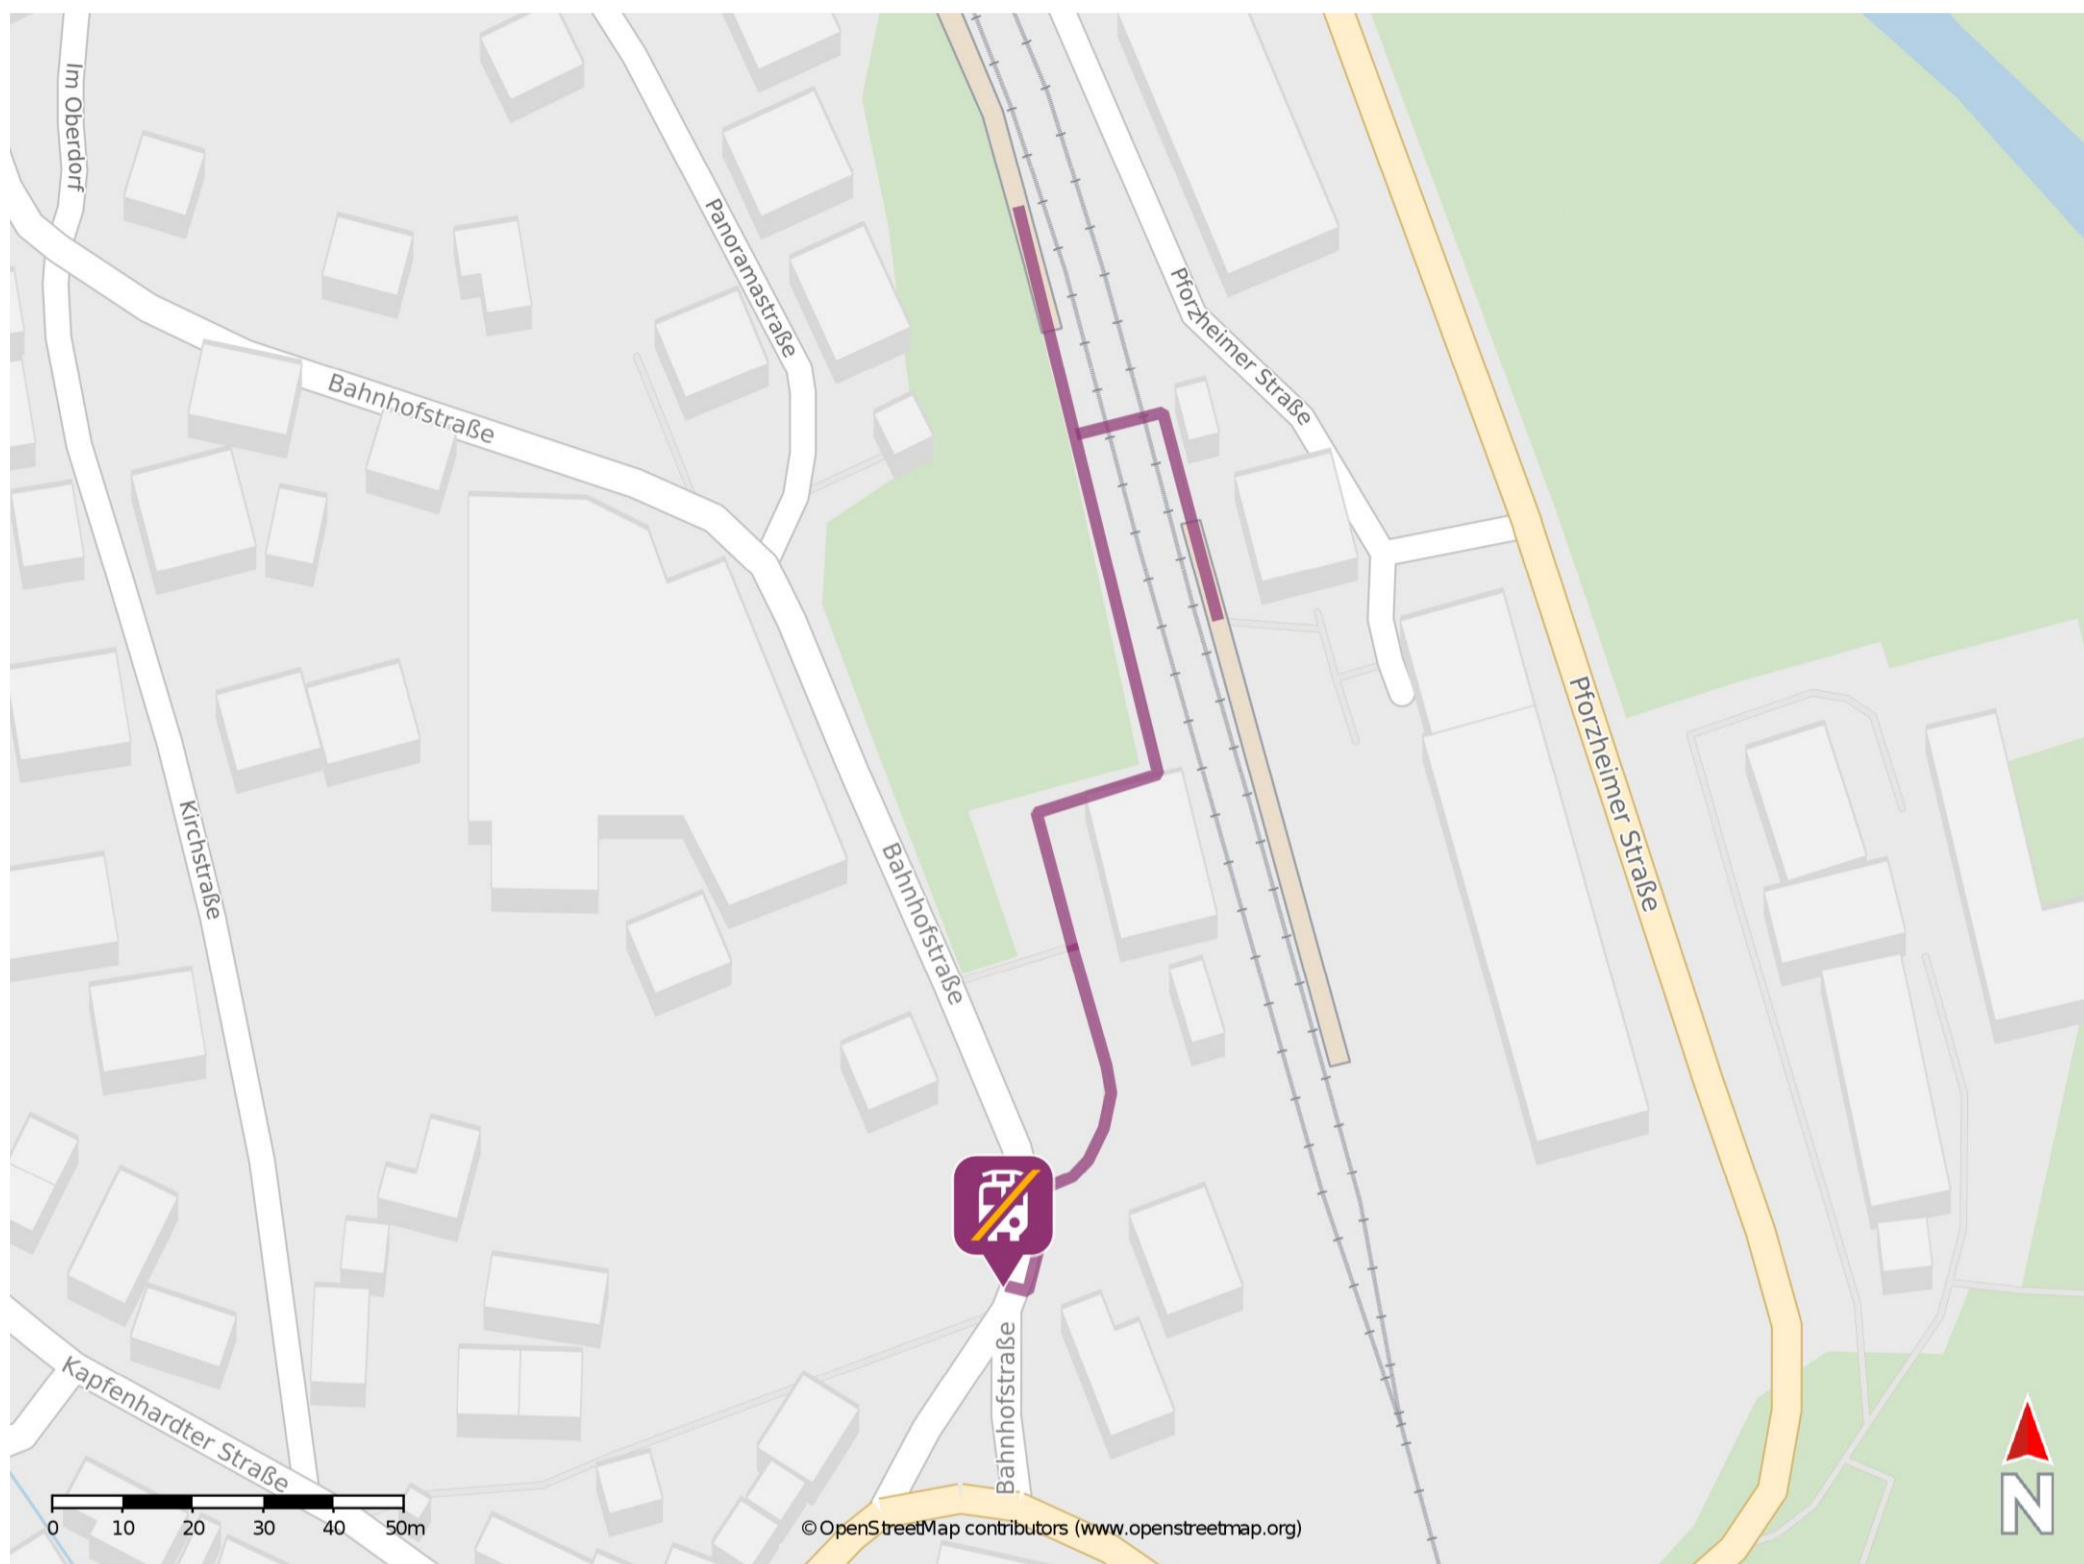 Im Oberdorf
Panoramastraße
Pforzheimer Straße
Bahnhofstraße
Pforzheimer Straße
Kirchstraße
Bahnhofstraße
Bahnhofstraße
Kapfenhardter Straße
0 10 20 30 40 50m
© OpenStreetMap contributors (www.openstreetmap.org)
N